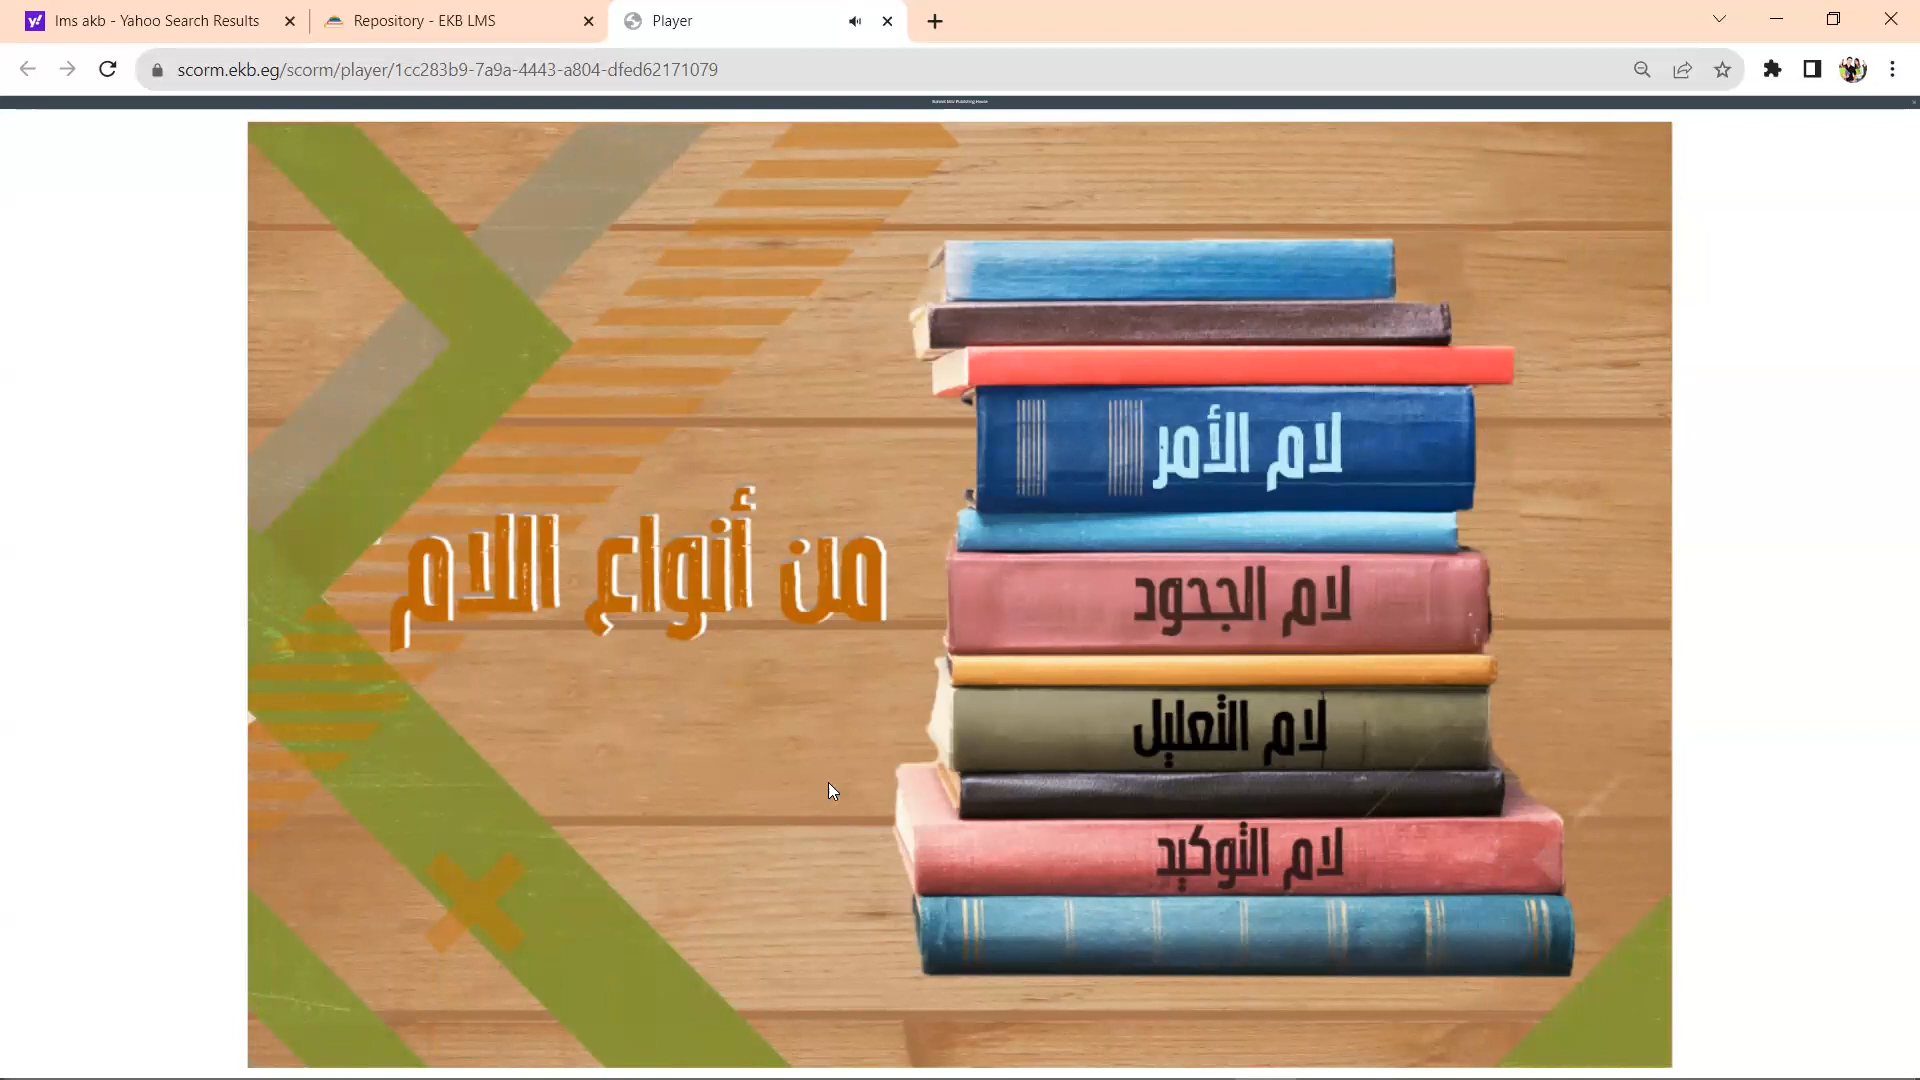 lms akb - Yahoo Search Results
Repository - EKB LMS
Player
scorm.ekb.eg/scorm/player/1cc283b9-7a9a-4443-a804-dfed62171079
لام الأمر
من أنواع اللام
لام الجحود
لام التعليل
لام التوكيد